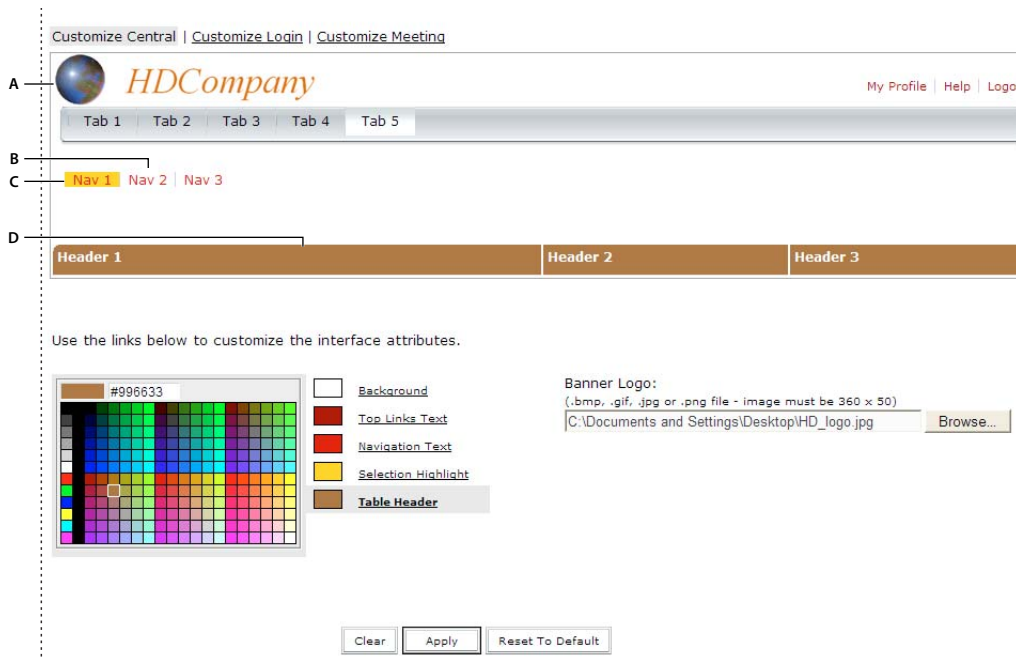 Customize Central | Customize Login | Customize Meeting
A
HDCompany
My Profile | Help | Logo
Tab 1 Tab 2 Tab 3 Tab 4 Tab 5
B
C
Nav 1 Nav 2 Nav 3
D
Header 1 Header 2 Header 3
Use the links below to customize the interface attributes.
#996633
Background
Top Links Text
Navigation Text
Selection Highlight
Table Header
Banner Logo:
(.bmp, .gif, .jpg or .png file - image must be 360 x 50)
C:\Documents and Settings\Desktop\HD_logo.jpg Browse...
Clear Apply Reset To Default